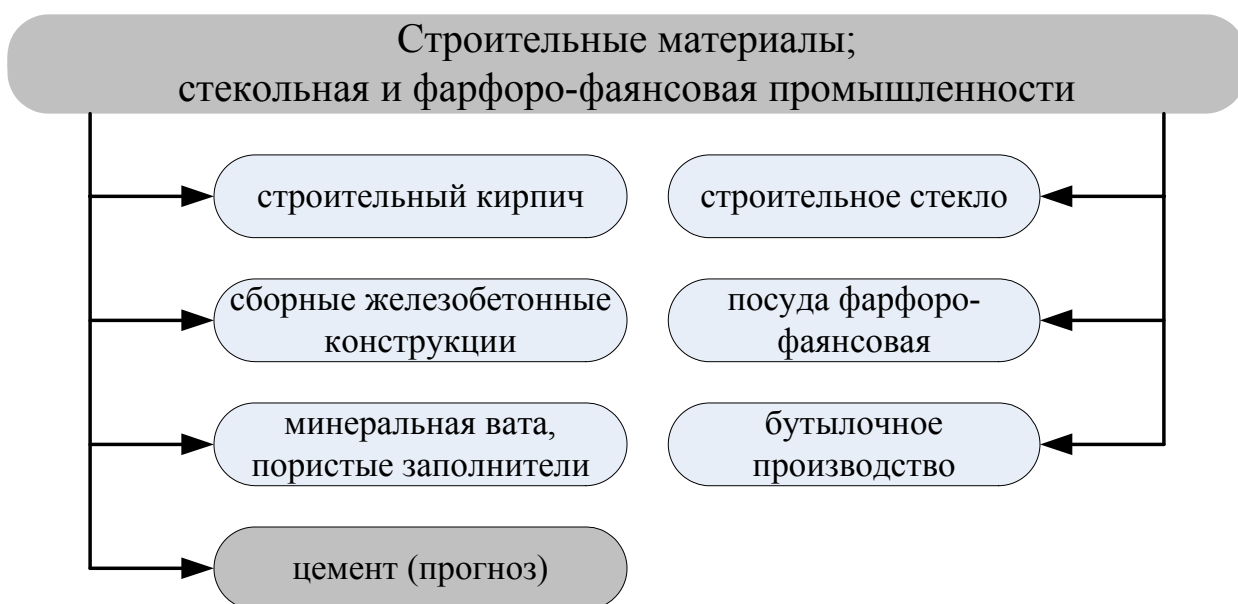 Строительные материалы;
стекольная и фарфоро-фаянсовая промышленности
строительный кирпич
строительное стекло
сборные железобетонные
конструкции
посуда фарфоро-
фаянсовая
минеральная вата,
пористые заполнители
бутылочное
производство
цемент (прогноз)